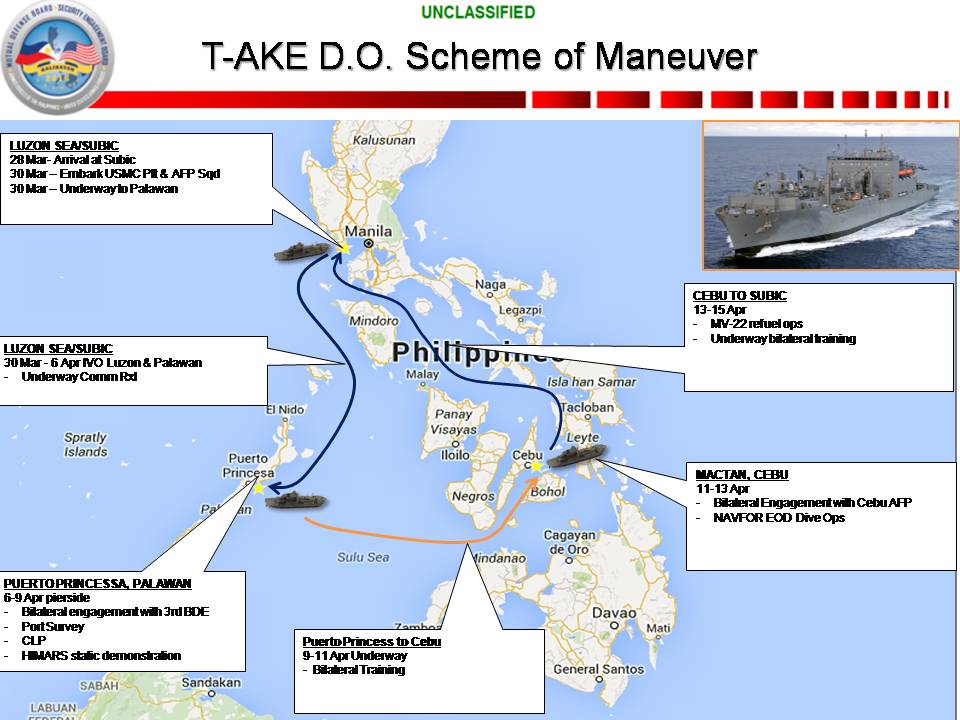 UNCLASSIFIED
MUTUAL DEFENSE BOARD - SECURITY ENGAGEMENT BOARD
BALIKATAN
T-AKE D.O. Scheme of Maneuver
LUZON SEA/SUBIC
28 Mar- Arrival at Subic
30 Mar – Embark USMC Plt & AFP Sqd
30 Mar – Underway to Palawan
Kalusunan
Manila
Naga
Legazpi
Mindoro
Philippine
CEBU TO SUBIC
13-15 Apr
- MV-22 refuel ops
- Underway bilateral training
LUZON SEA/SUBIC
30 Mar - 6 Apr IVO Luzon & Palawan
- Underway Comm Rxd
Malay
Isla han Samar
El Nido
Panay
Visayas
Tacloban
Leyte
Spratly
Islands
Iloilo
Cebu
Puerto
Princesa
Negros
Bohol
MACTAN, CEBU
11-13 Apr
- Bilateral Engagement with Cebu AFP
- NAVFOR EOD Dive Ops
Palawan
Cagayan
de Oro
Sulu Sea
Mindanao
PUERTO PRINCESSA, PALAWAN
6-9 Apr pierside
- Bilateral engagement with 3rd BDE
- Port Survey
- CLP
- HIMARS static demonstration
Zamboa
Davao
Mati
Puerto Princess to Cebu
9-11 Apr Underway
- Bilateral Training
General Santos
Sandakan
SABAH
LABUAN